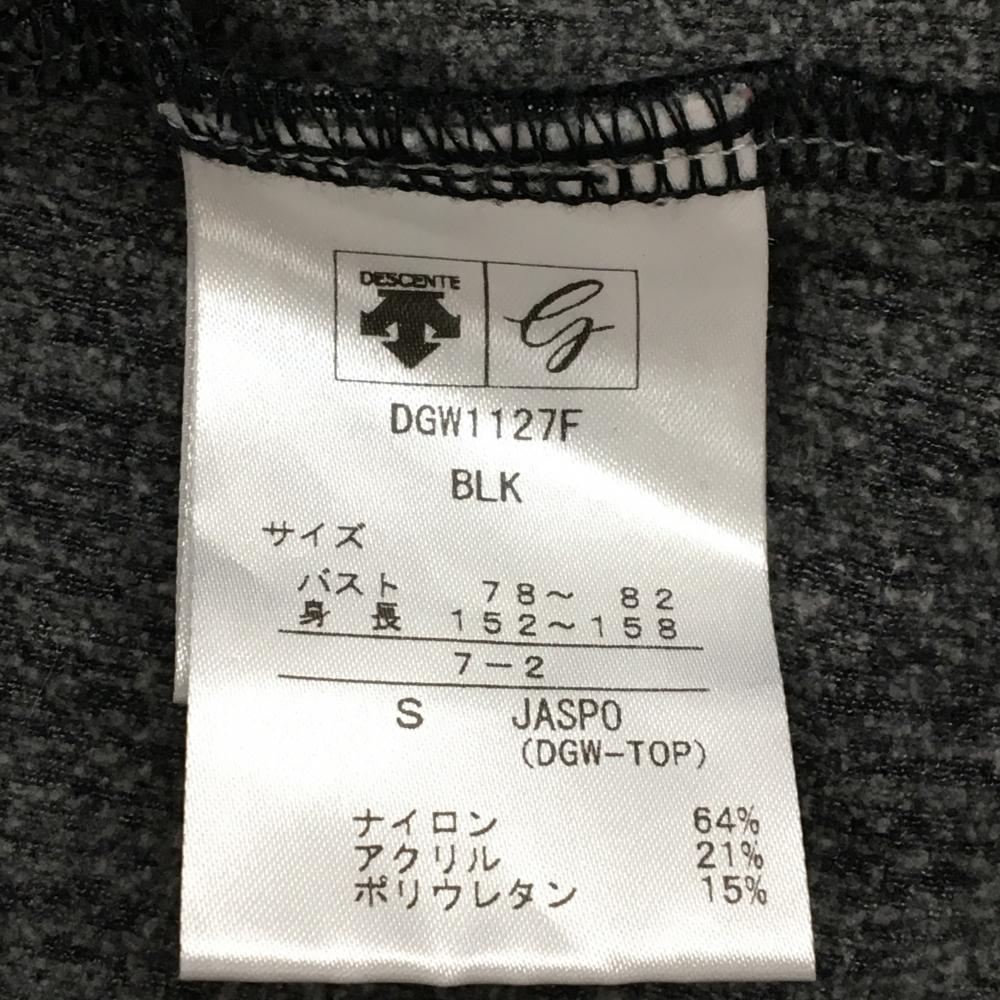 DESCENTE
G
DGW1127F
BLK
サイズ
バスト 78〜 82
身長 152〜158
7-2
S JASPO
(DGW-TOP)
ナイロン 64%
アクリル 21%
ポリウレタン 15%